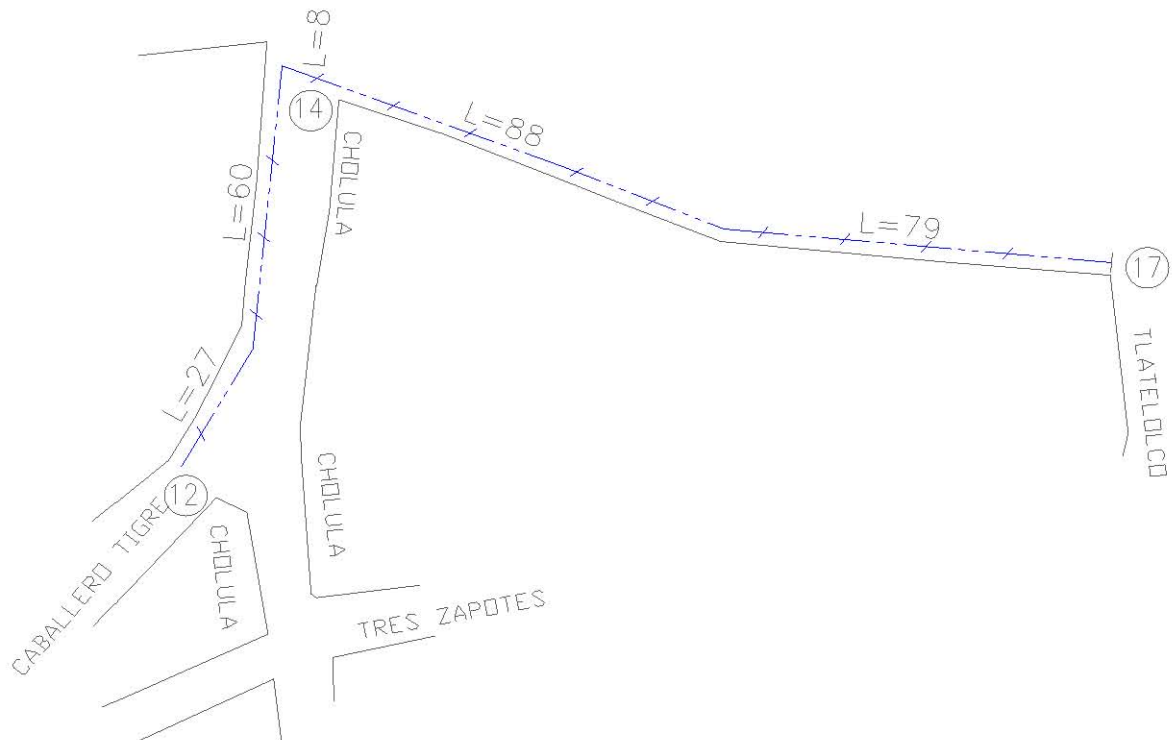 L=8
14
L=88
CHOLULA
L=60
L=79
17
L=27
TLATELOLCO
12
CABALLERO TIGRE
CHOLULA
CHOLULA
TRES ZAPOTES